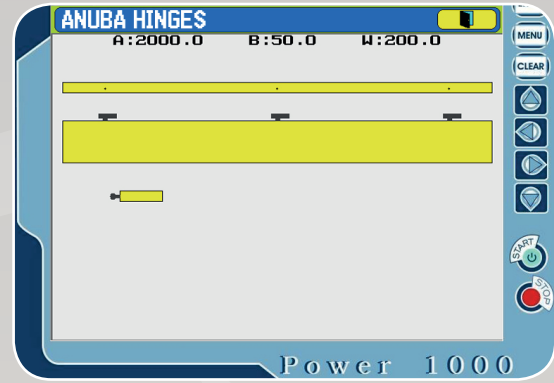 ANUBA HINGES
A:2000.0 B:50.0 W:200.0
MENU
CLEAR
START
STOP
Power 1000